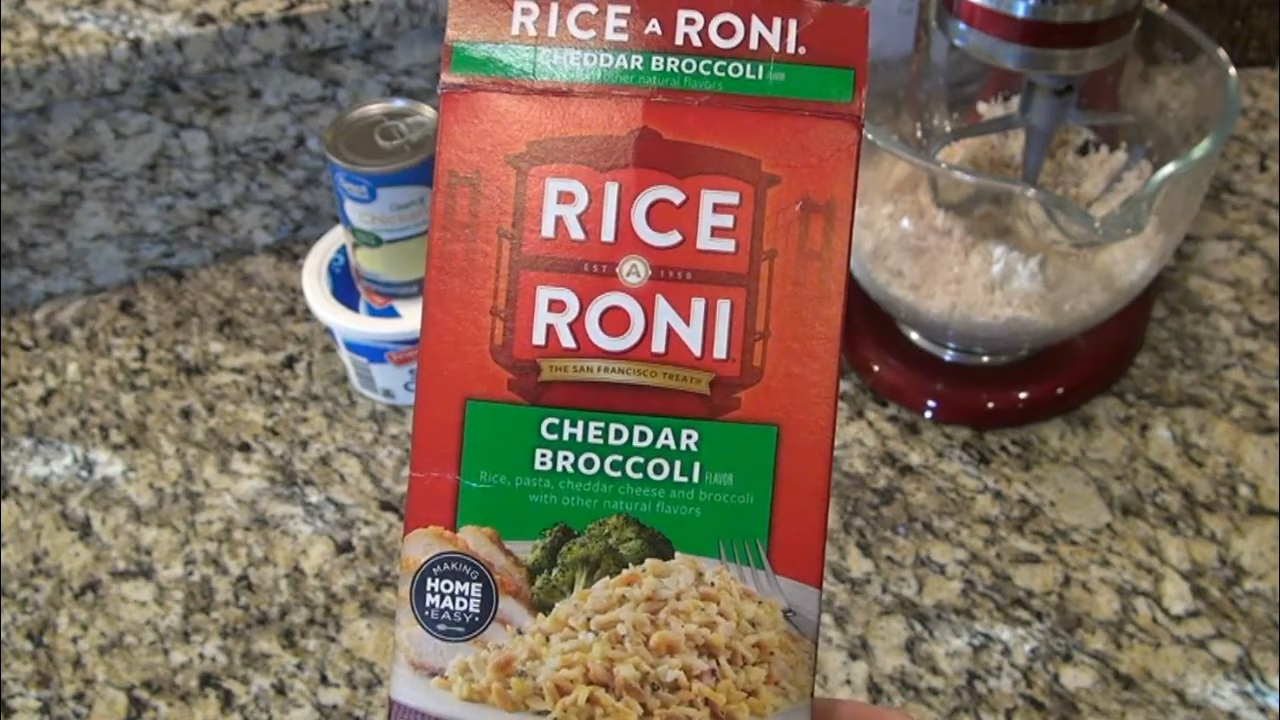 RICE A RONI®
CHEDDAR BROCCOLI
other natural flavors
RICE
EST A 1958
RONI
THE SAN FRANCISCO TREAT®
CHEDDAR
BROCCOLI FLAVOR
Rice, pasta, cheddar cheese and broccoli
with other natural flavors
MAKING
HOME
MADE
• EASY •
Great